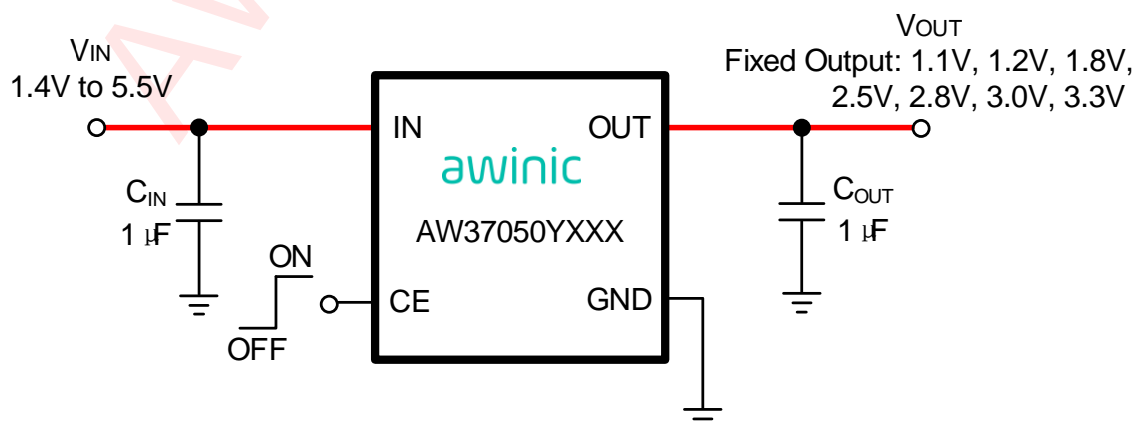 VIN
1.4V to 5.5V
VOUT
Fixed Output: 1.1V, 1.2V, 1.8V,
2.5V, 2.8V, 3.0V, 3.3V
IN
OUT
awinic
AW37050YXXX
CIN
1 μF
COUT
1 μF
ON
OFF
CE
GND